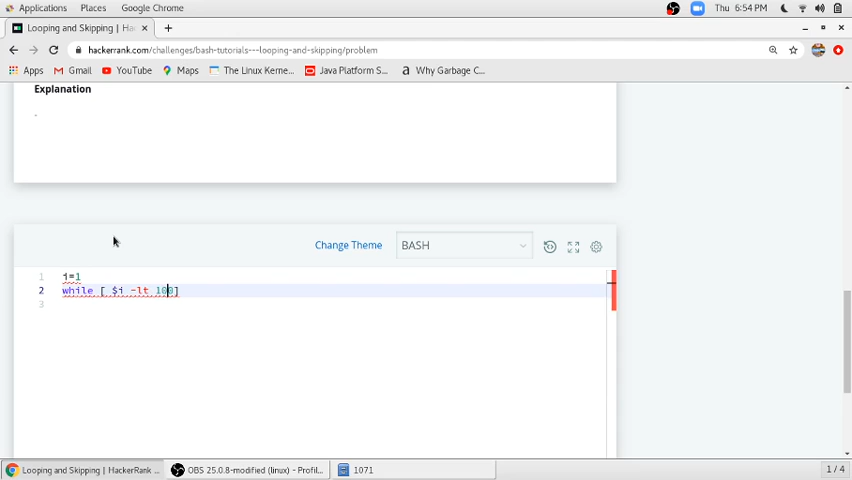 Applications Places Google Chrome Thu 6:54 PM
Looping and Skipping | Ha
hackerrank.com/challenges/bash-tutorials---looping-and-skipping/problem
Apps Gmail YouTube Maps The Linux Kerne... Java Platform S... a Why Garbage C...
Explanation
.
Change Theme BASH
1 i=1
2 while [ $i -lt 100]
3
Looping and Skipping | HackerRank ... OBS 25.0.8-modified (linux) - Profil... 1071 1 / 4